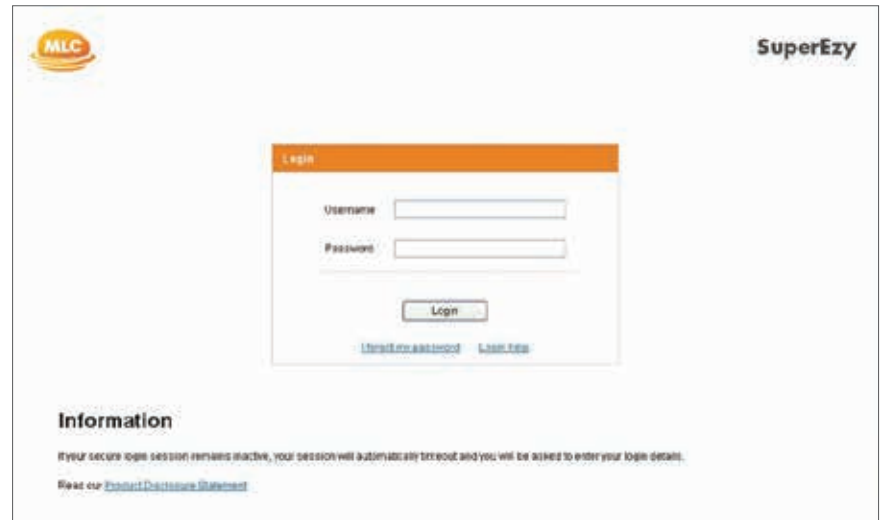 MLC
SuperEzy
Login
Username
Password
Login
I forgot my password Login help
Information
If your secure login session remains inactive, your session will automatically timeout and you will be asked to enter your login details.
Read our Product Disclosure Statement